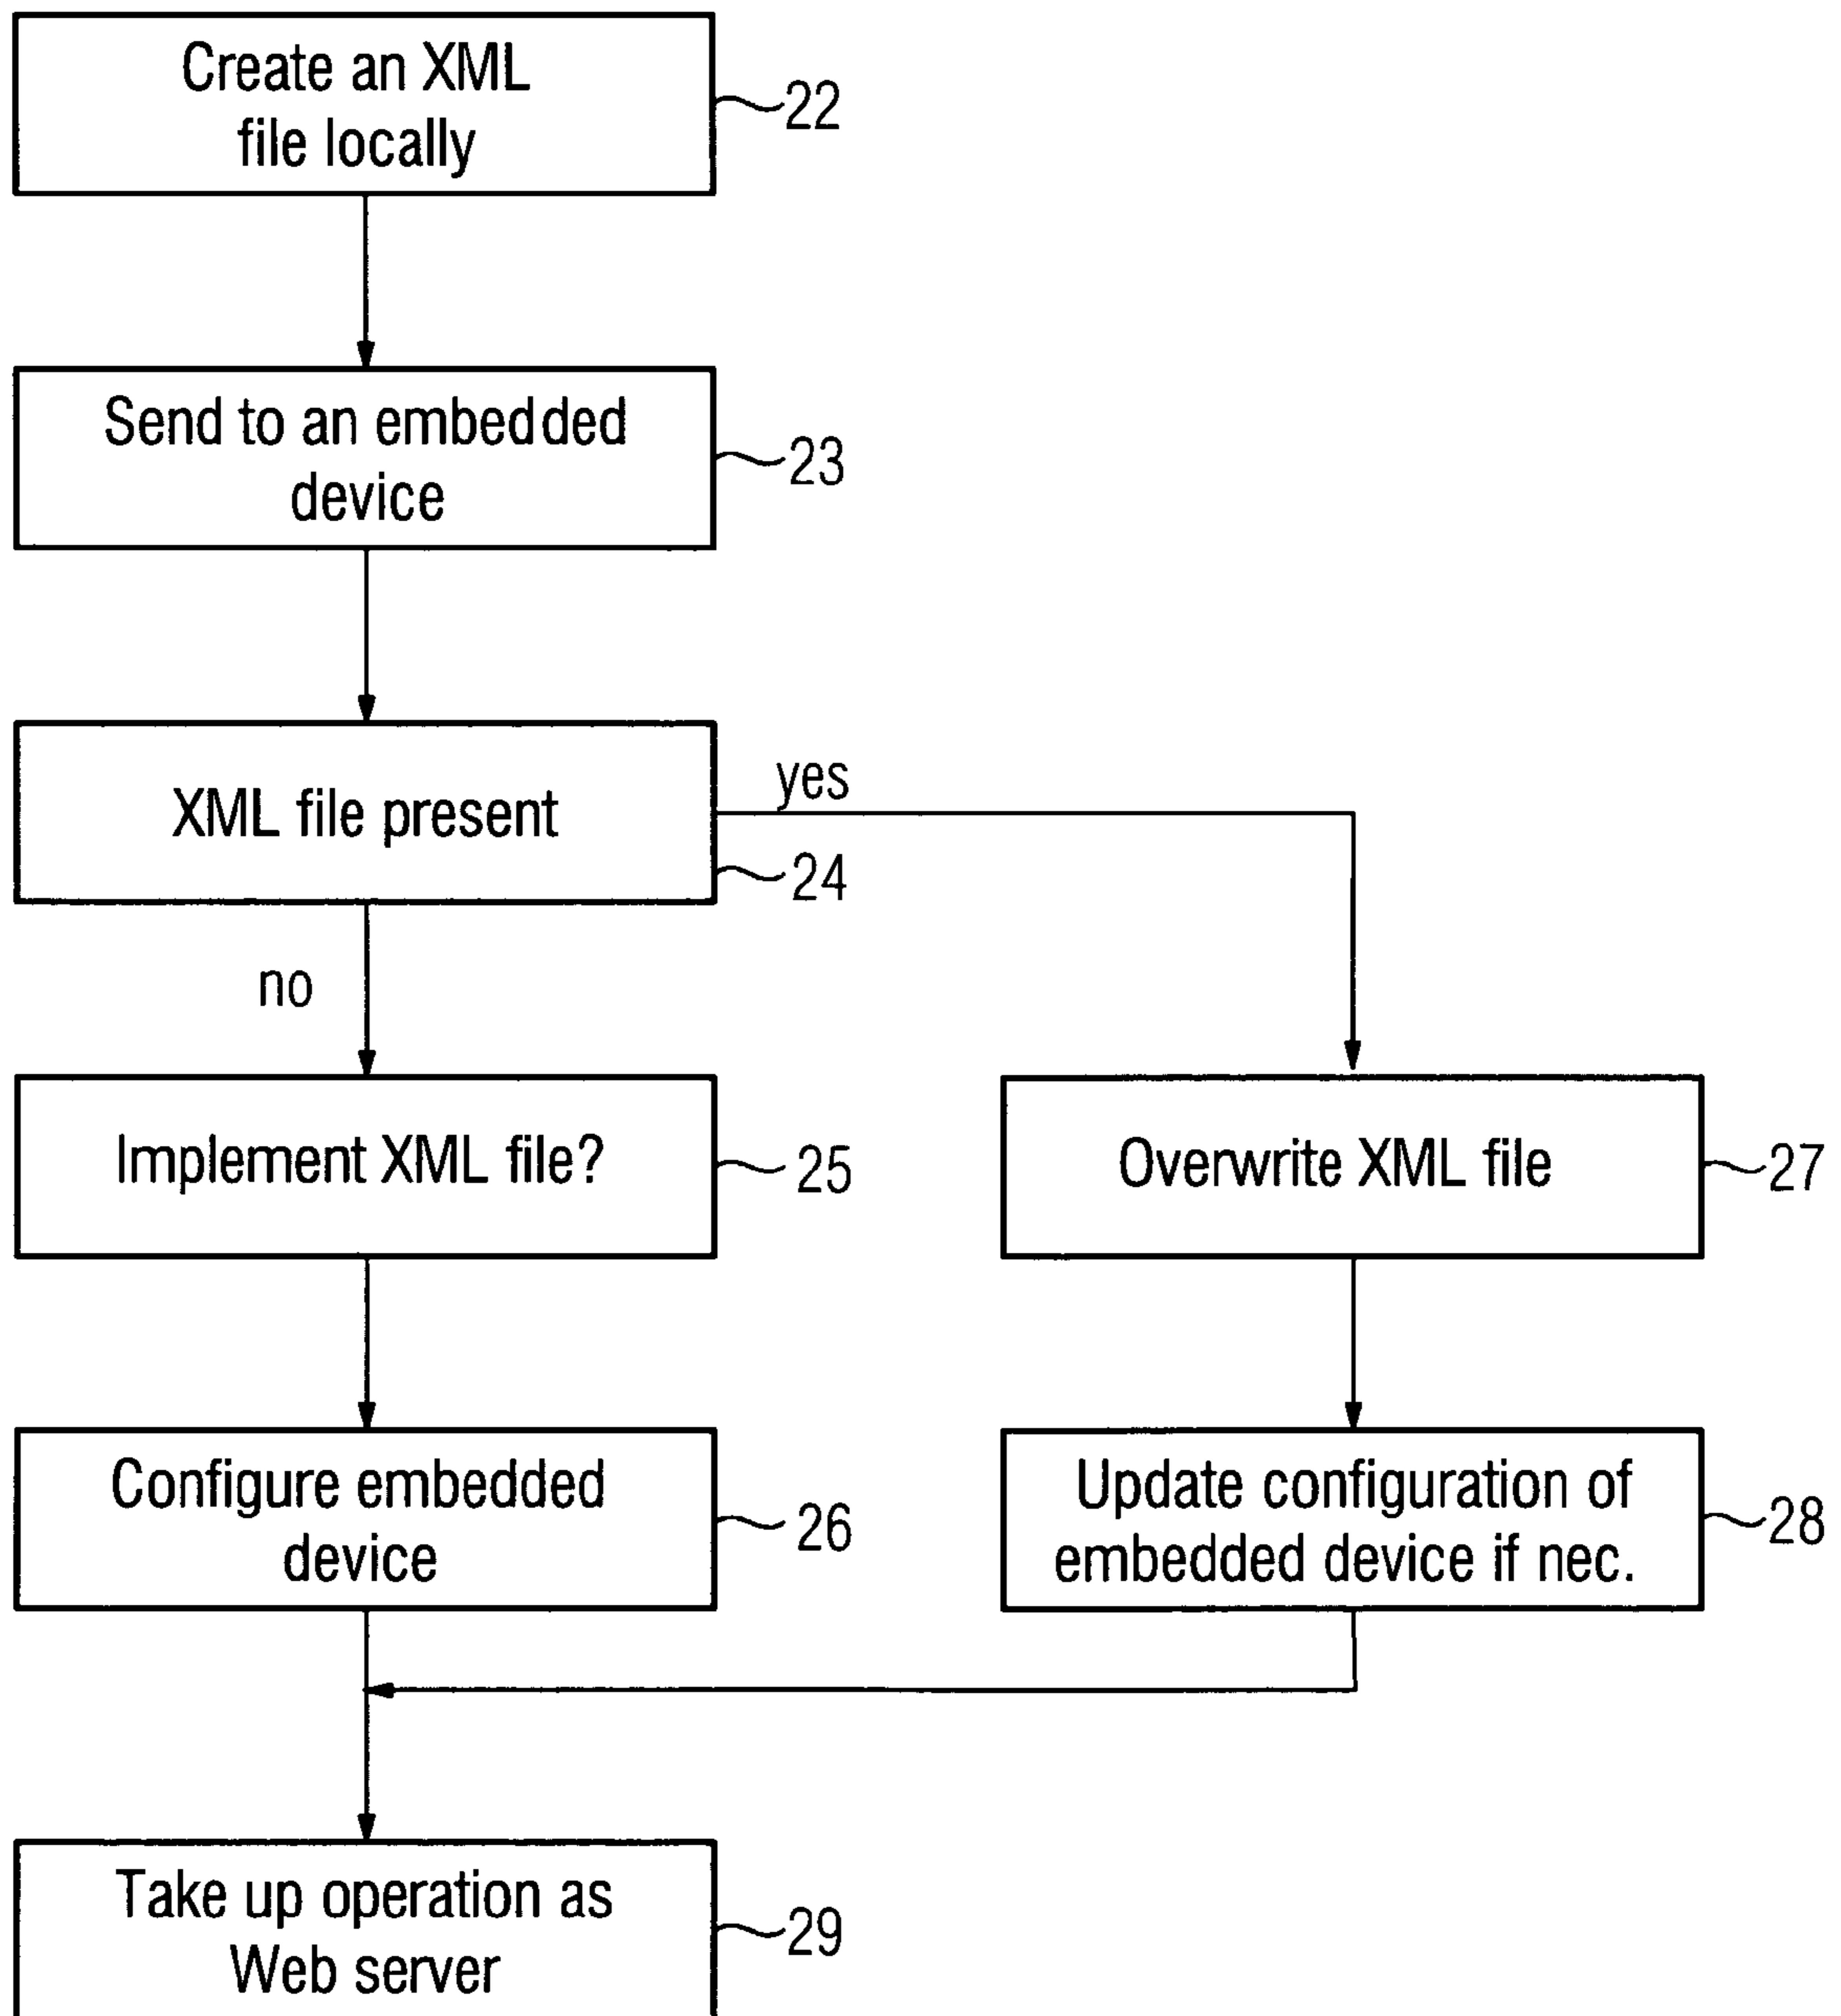 Create an XML
file locally
22
Send to an embedded
device
23
XML file present
yes
24
no
Implement XML file?
25
Overwrite XML file
27
Configure embedded
device
26
Update configuration of
embedded device if nec.
28
Take up operation as
Web server
29